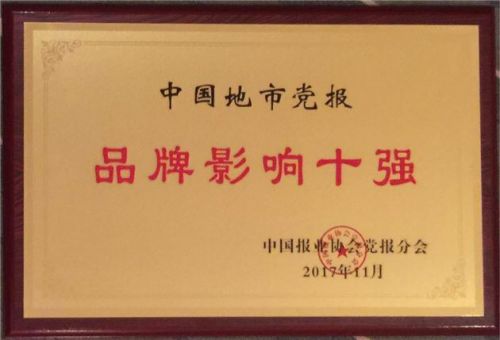 中国地市党报
品牌影响十强
中国报业协会党报分会
2017年11月